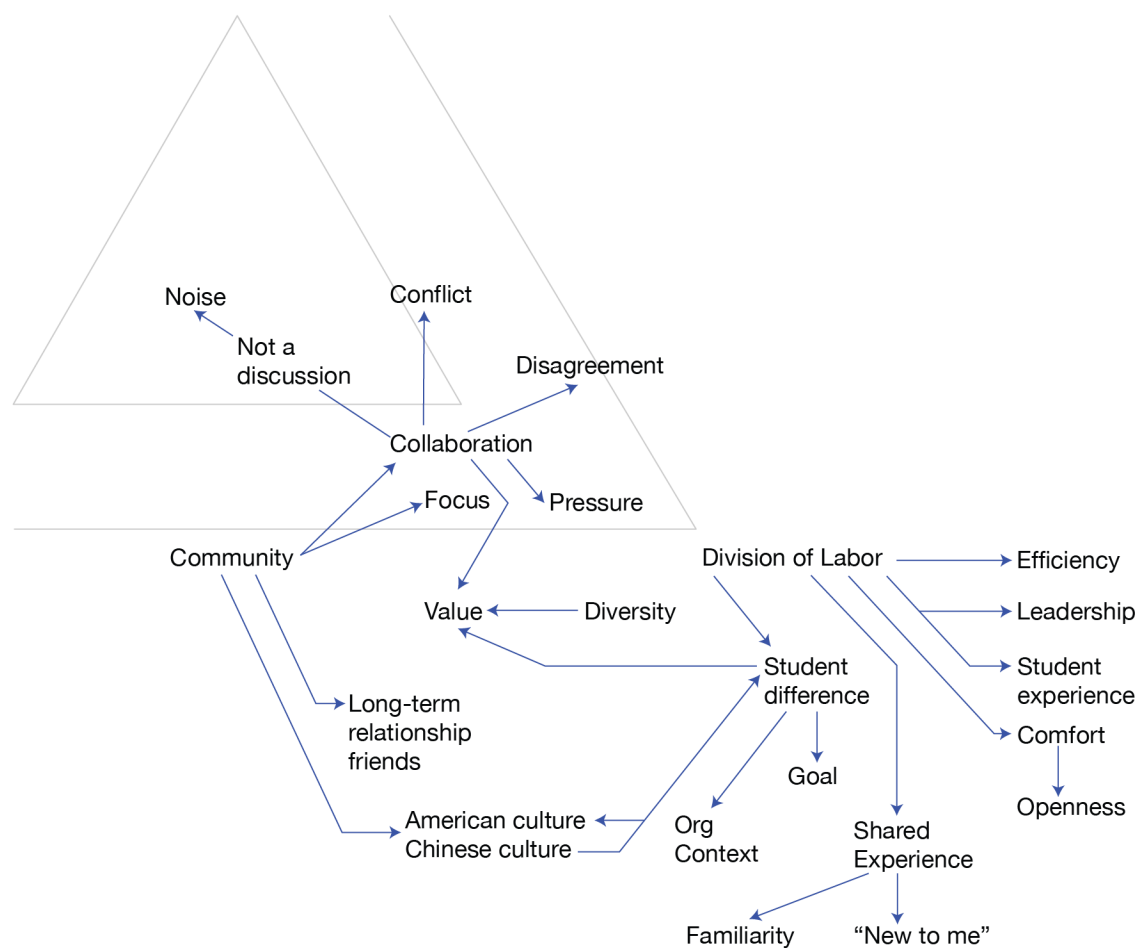 Noise
Conflict
Not a
discussion
Disagreement
Collaboration
Focus
Pressure
Community
Division of Labor
Efficiency
Value
Diversity
Leadership
Student
difference
Student
experience
Long-term
relationship
friends
Comfort
Goal
Openness
American culture
Chinese culture
Org
Context
Shared
Experience
Familiarity
“New to me”